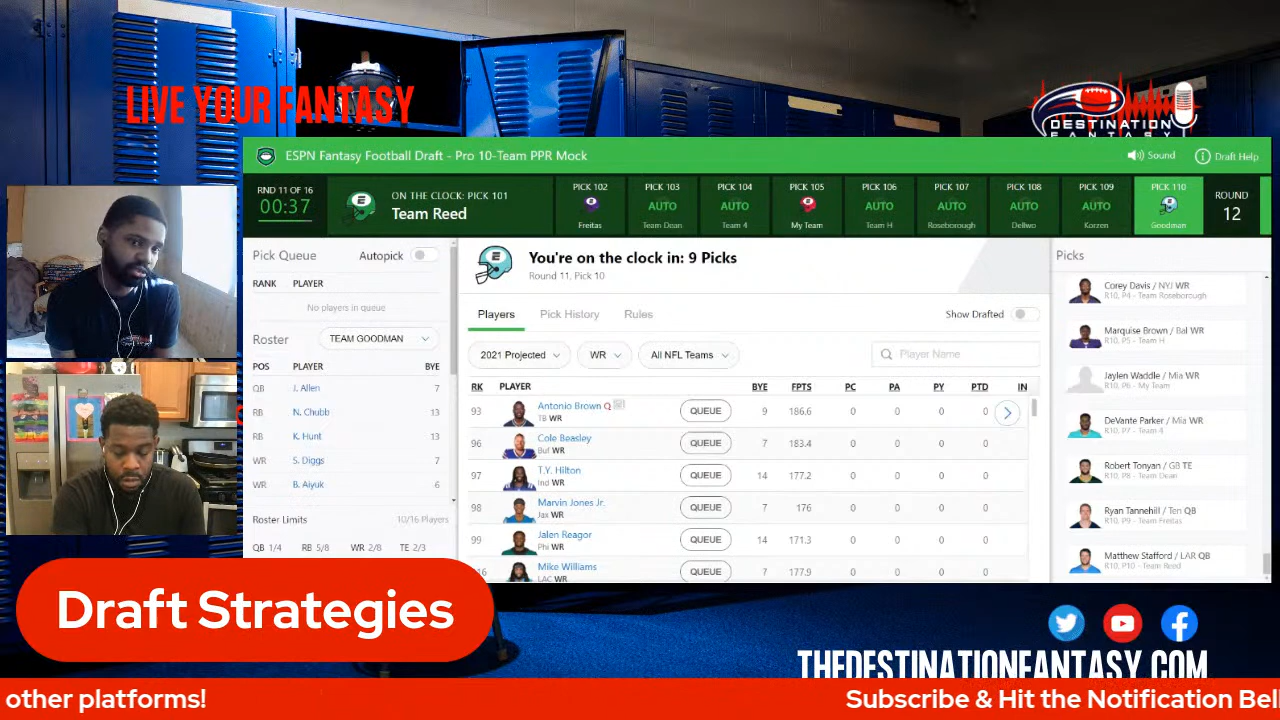 LIVE YOUR FANTASY
DESTINATION
FANTASY
ESPN Fantasy Football Draft - Pro 10-Team PPR Mock
Sound
Draft Help
RND 11 OF 16
00:37
ON THE CLOCK: PICK 101
Team Reed
PICK 102
Freitas
PICK 103
AUTO
Team Dean
PICK 104
AUTO
Team 4
PICK 105
My Team
PICK 106
AUTO
Team H
PICK 107
AUTO
Roseborough
PICK 108
AUTO
Dellwo
PICK 109
AUTO
Korzen
PICK 110
Goodman
ROUND
12
Pick Queue
Autopick
RANK PLAYER
No players in queue
Roster
TEAM GOODMAN
POS PLAYER BYE
QB J. Allen 7
RB N. Chubb 13
RB K. Hunt 13
WR S. Diggs 7
WR B. Aiyuk 6
Roster Limits 10/16 Players
QB 1/4 RB 5/8 WR 2/8 TE 2/3
You're on the clock in: 9 Picks
Round 11, Pick 10
Players Pick History Rules
Show Drafted
2021 Projected WR All NFL Teams
Player Name
RK PLAYER BYE FPTS PC PA PY PTD IN
93 Antonio Brown Q QUEUE 9 186.6 0 0 0 0
TB WR
96 Cole Beasley QUEUE 7 183.4 0 0 0 0
Buf WR
97 T.Y. Hilton QUEUE 14 177.2 0 0 0 0
Ind WR
98 Marvin Jones Jr. QUEUE 7 176 0 0 0 0
Jax WR
99 Jalen Reagor QUEUE 14 171.3 0 0 0 0
Phi WR
Mike Williams QUEUE 7 177.9 0 0 0 0
LAC WR
Picks
Corey Davis / NYJ WR
R10, P4 - Team Roseborough
Marquise Brown / Bal WR
R10, P5 - Team H
Jaylen Waddle / Mia WR
R10, P6 - My Team
DeVante Parker / Mia WR
R10, P7 - Team 4
Robert Tonyan / GB TE
R10, P8 - Team Dean
Ryan Tannehill / Ten QB
R10, P9 - Team Freitas
Matthew Stafford / LAR QB
R10, P10 - Team Reed
Draft Strategies
THEDESTINATIONFANTASY.COM
other platforms! Subscribe & Hit the Notification Bell